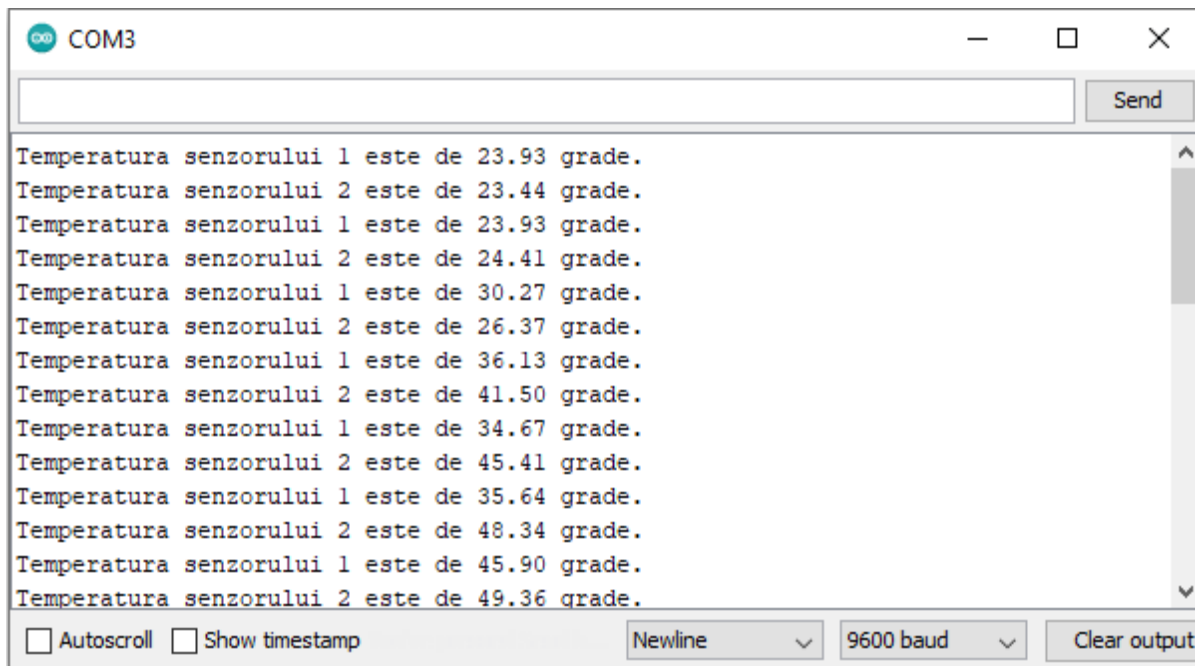 COM3
Send
Temperatura senzorului 1 este de 23.93 grade.
Temperatura senzorului 2 este de 23.44 grade.
Temperatura senzorului 1 este de 23.93 grade.
Temperatura senzorului 2 este de 24.41 grade.
Temperatura senzorului 1 este de 30.27 grade.
Temperatura senzorului 2 este de 26.37 grade.
Temperatura senzorului 1 este de 36.13 grade.
Temperatura senzorului 2 este de 41.50 grade.
Temperatura senzorului 1 este de 34.67 grade.
Temperatura senzorului 2 este de 45.41 grade.
Temperatura senzorului 1 este de 35.64 grade.
Temperatura senzorului 2 este de 48.34 grade.
Temperatura senzorului 1 este de 45.90 grade.
Temperatura senzorului 2 este de 49.36 grade.
Autoscroll Show timestamp Newline 9600 baud Clear output